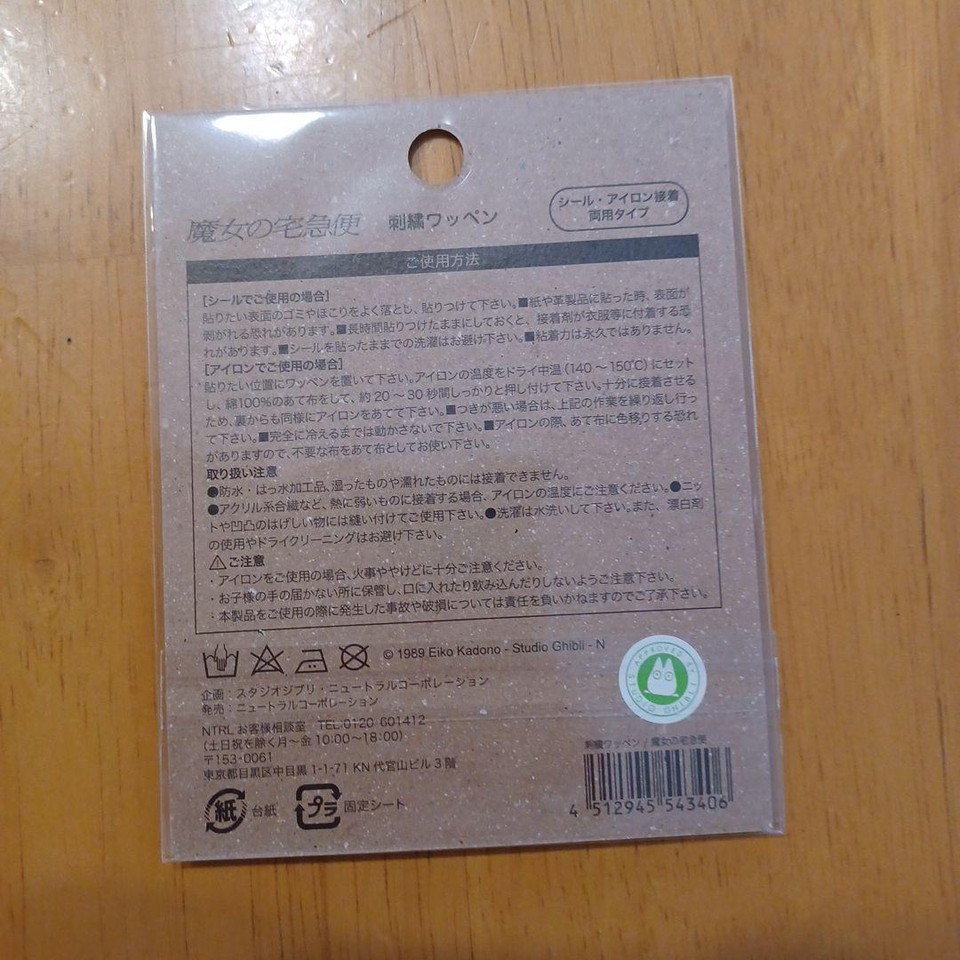 魔女の宅急便 刺繍ワッペン
シール・アイロン接着
両用タイプ
ご使用方法
[シールでご使用の場合]
貼りたい表面のゴミやほこりをよく落とし、貼りつけて下さい。■紙や革製品に貼った時、表面が
剥がれる恐れがあります。■長時間貼りつけたままにしておくと、接着剤が衣服等に付着する恐
れがあります。■シールを貼ったままでの洗濯はお避け下さい。■粘着力は永久ではありません。
[アイロンでご使用の場合]
貼りたい位置にワッペンを置いて下さい。アイロンの温度をドライ中温(140~150℃)にセット
し、綿100%のあて布をして、約20~30秒間しっかりと押し付けて下さい。十分に接着させる
ため、裏からも同様にアイロンをあてて下さい。■つきが悪い場合は、上記の作業を繰り返し行っ
て下さい。■完全に冷えるまでは動かさないで下さい。■アイロンの際、あて布に色移りする恐れ
がありますので、不要な布をあて布としてお使い下さい。
取り扱い注意
●防水・はっ水加工品、湿ったものや濡れたものには接着できません。
●アクリル系合繊など、熱に弱いものに接着する場合、アイロンの温度にご注意ください。●ニッ
トや凹凸のはげしい物には縫い付けてご使用下さい。●洗濯は水洗いして下さい。また、漂白剤
の使用やドライクリーニングはお避け下さい。
⚠ご注意
・アイロンをご使用の場合、火事ややけどに十分ご注意ください。
・お子様の手の届かない所に保管し、口に入れたり飲み込んだりしないようご注意下さい。
・本製品をご使用の際に発生した事故や破損については責任を負いかねますのでご了承下さい。
© 1989 Eiko Kadono - Studio Ghibli - N
APPROVED BY STUDIO GHIBLI
企画:スタジオジブリ・ニュートラルコーポレーション
発売:ニュートラルコーポレーション
NTRLお客様相談室 TEL:0120-601412
(土日祝を除く月~金 10:00~18:00)
〒153-0061
東京都目黒区中目黒1-1-71 KN代官山ビル3階
紙 台紙 プラ 固定シート
刺繍ワッペン / 魔女の宅急便
4 512945 543406